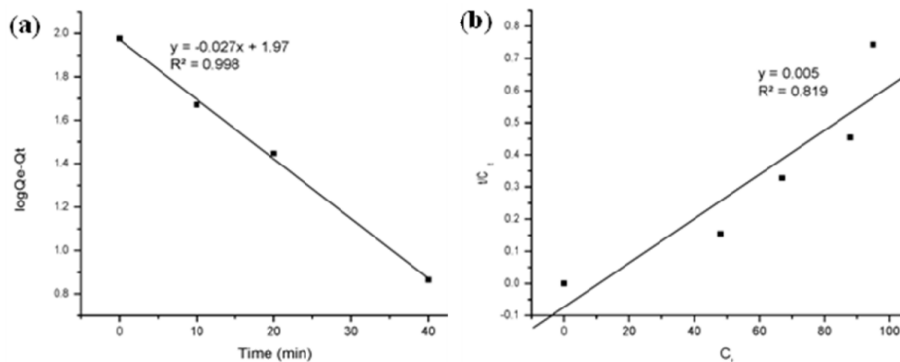 (a)
y = -0.027x + 1.97
R² = 0.998
logQe-Qt
2.0
1.8
1.6
1.4
1.2
1.0
0.8
0
10
20
30
40
Time (min)
(b)
y = 0.005
R² = 0.819
t/C t
0.8
0.7
0.6
0.5
0.4
0.3
0.2
0.1
0.0
-0.1
0
20
40
60
80
100
C